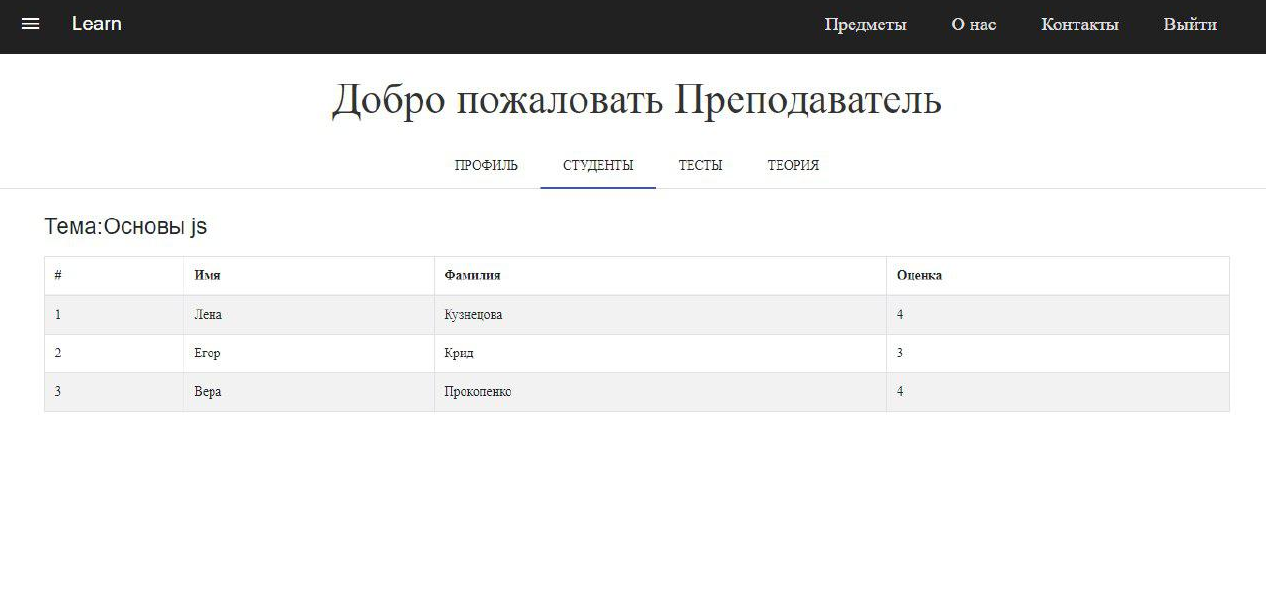 Learn Предметы О нас Контакты Выйти
Добро пожаловать Преподаватель
ПРОФИЛЬ СТУДЕНТЫ ТЕСТЫ ТЕОРИЯ
Тема:Основы js
# Имя Фамилия Оценка
1 Лена Кузнецова 4
2 Егор Крид 3
3 Вера Прокопенко 4